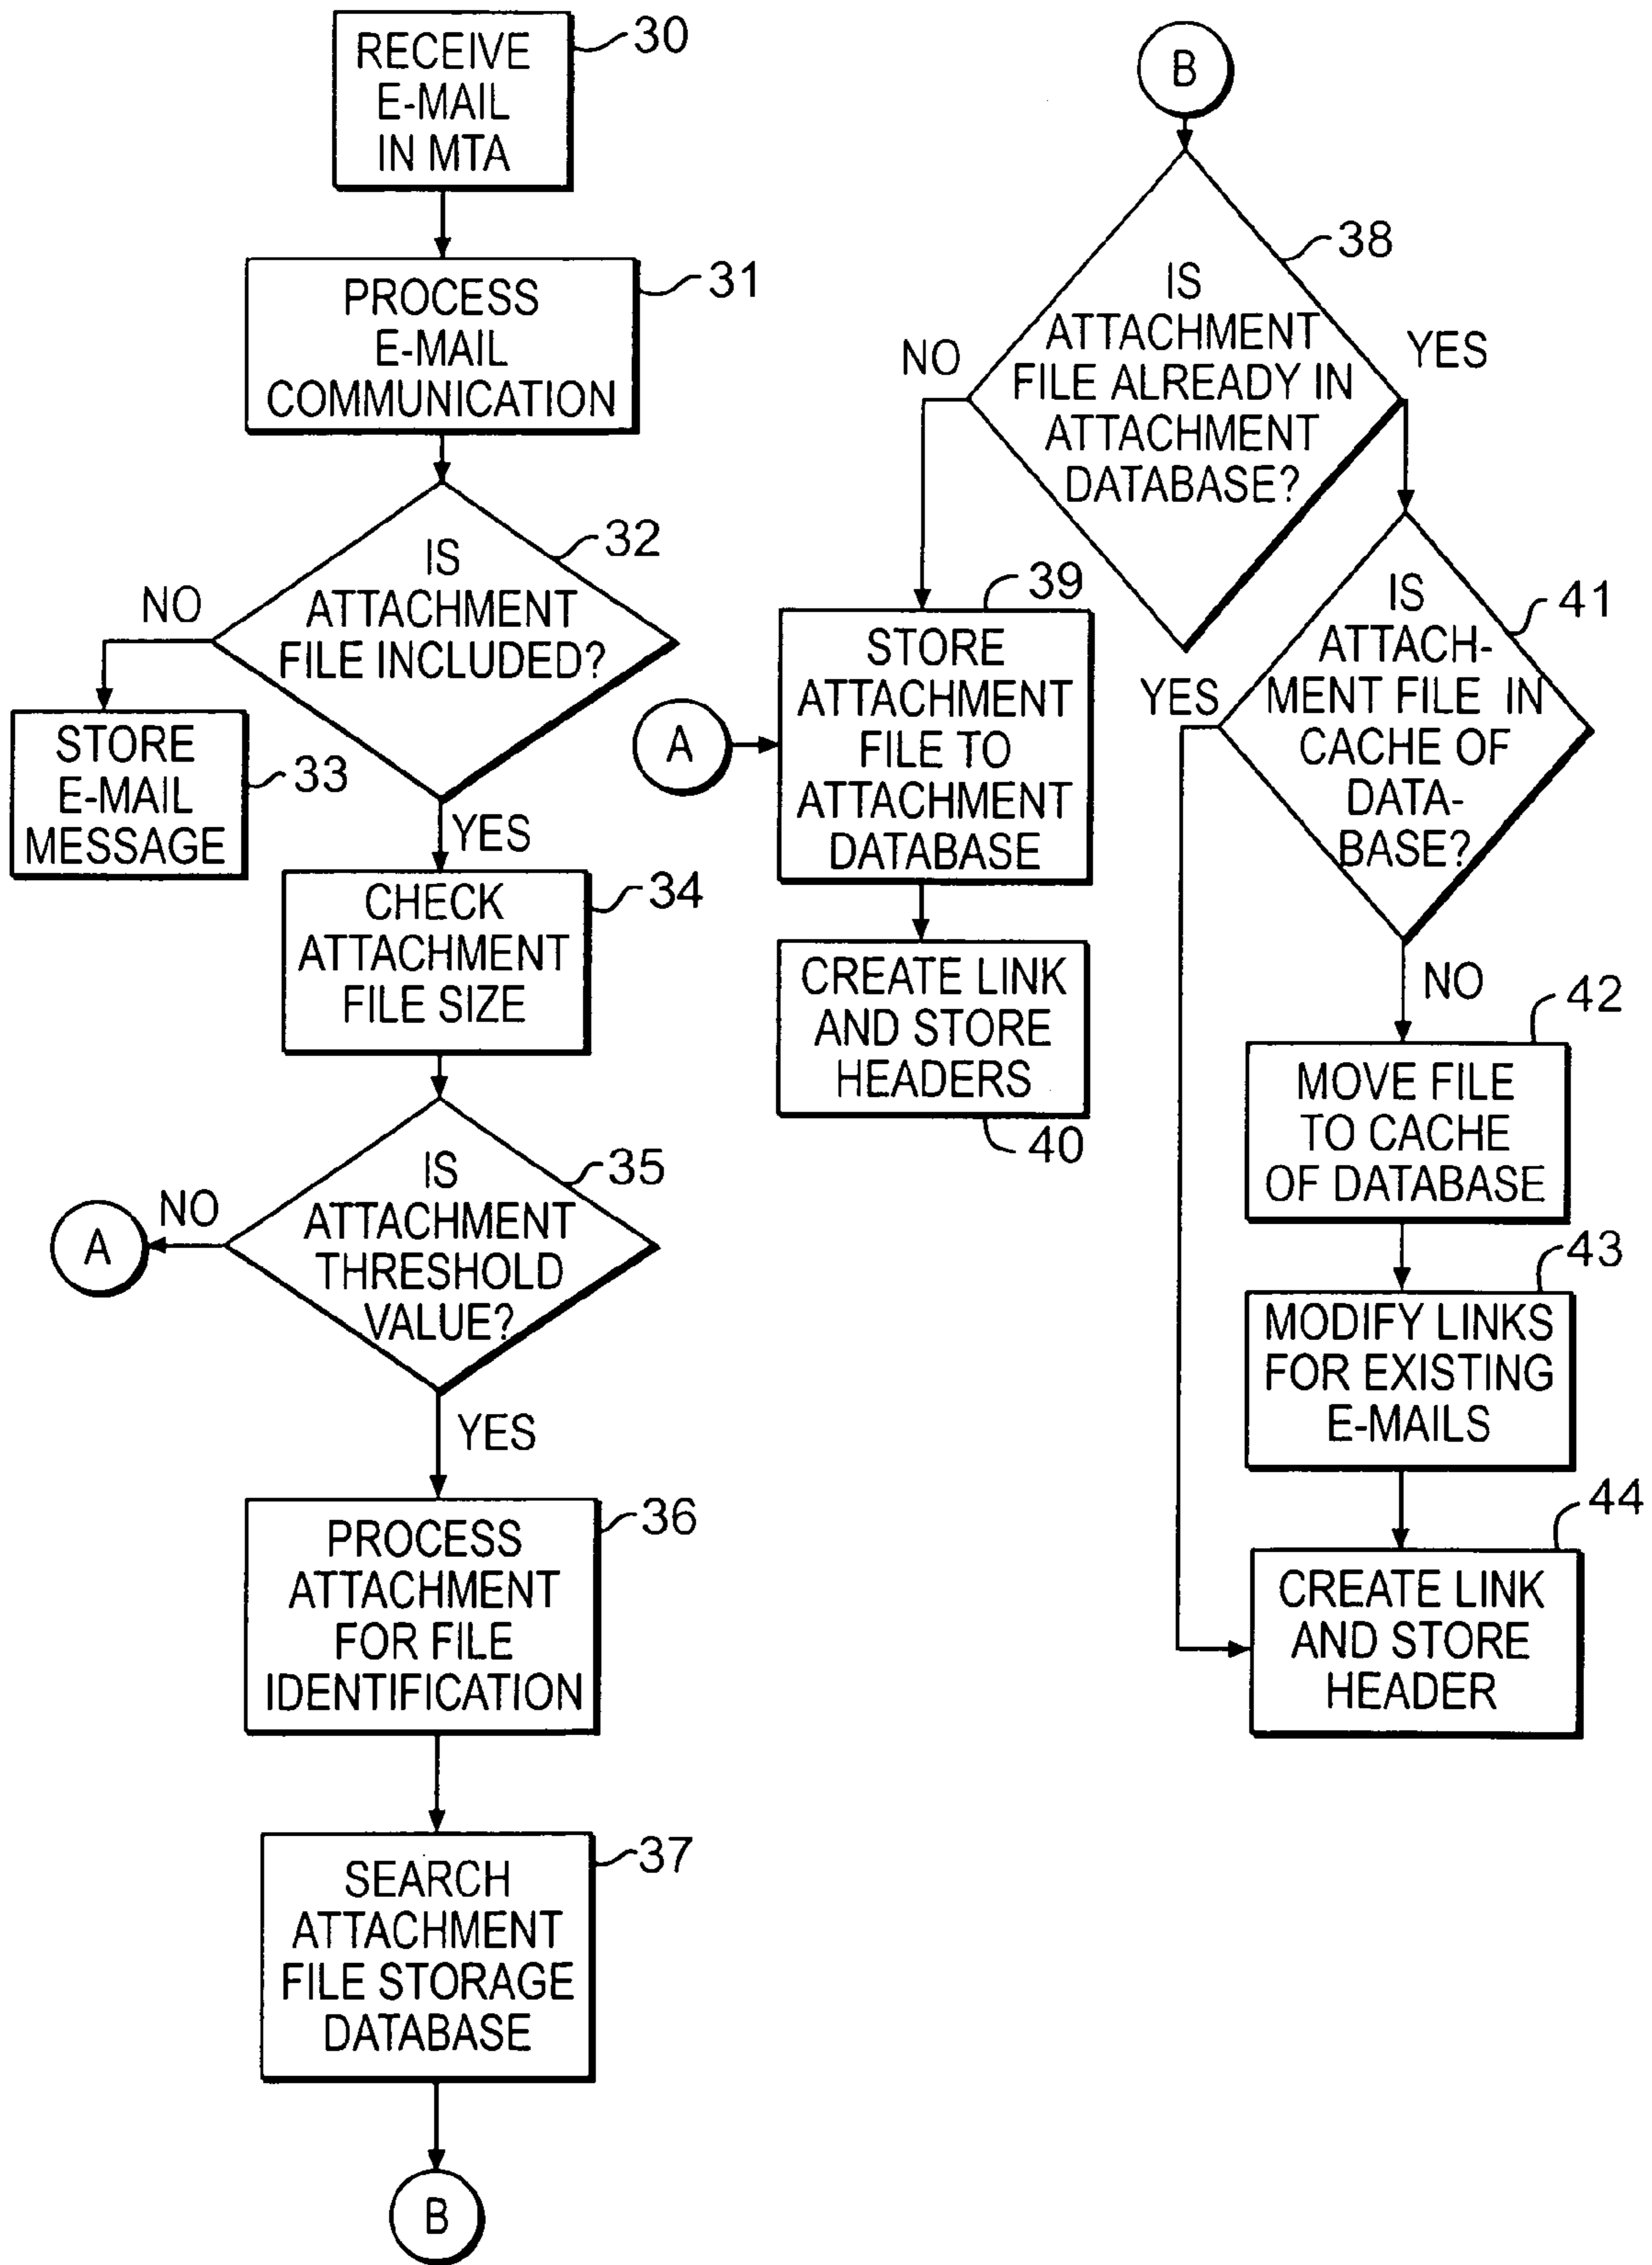 RECEIVE
E-MAIL
IN MTA
30
PROCESS
E-MAIL
COMMUNICATION
31
IS
ATTACHMENT
FILE INCLUDED?
32
NO
STORE
E-MAIL
MESSAGE
33
YES
CHECK
ATTACHMENT
FILE SIZE
34
IS
ATTACHMENT
THRESHOLD
VALUE?
35
NO
A
YES
PROCESS
ATTACHMENT
FOR FILE
IDENTIFICATION
36
SEARCH
ATTACHMENT
FILE STORAGE
DATABASE
37
B
B
IS
ATTACHMENT
FILE ALREADY IN
ATTACHMENT
DATABASE?
38
NO
YES
A
STORE
ATTACHMENT
FILE TO
ATTACHMENT
DATABASE
39
CREATE LINK
AND STORE
HEADERS
40
IS
ATTACH-
MENT FILE IN
CACHE OF
DATA-
BASE?
41
YES
NO
MOVE FILE
TO CACHE
OF DATABASE
42
MODIFY LINKS
FOR EXISTING
E-MAILS
43
CREATE LINK
AND STORE
HEADER
44